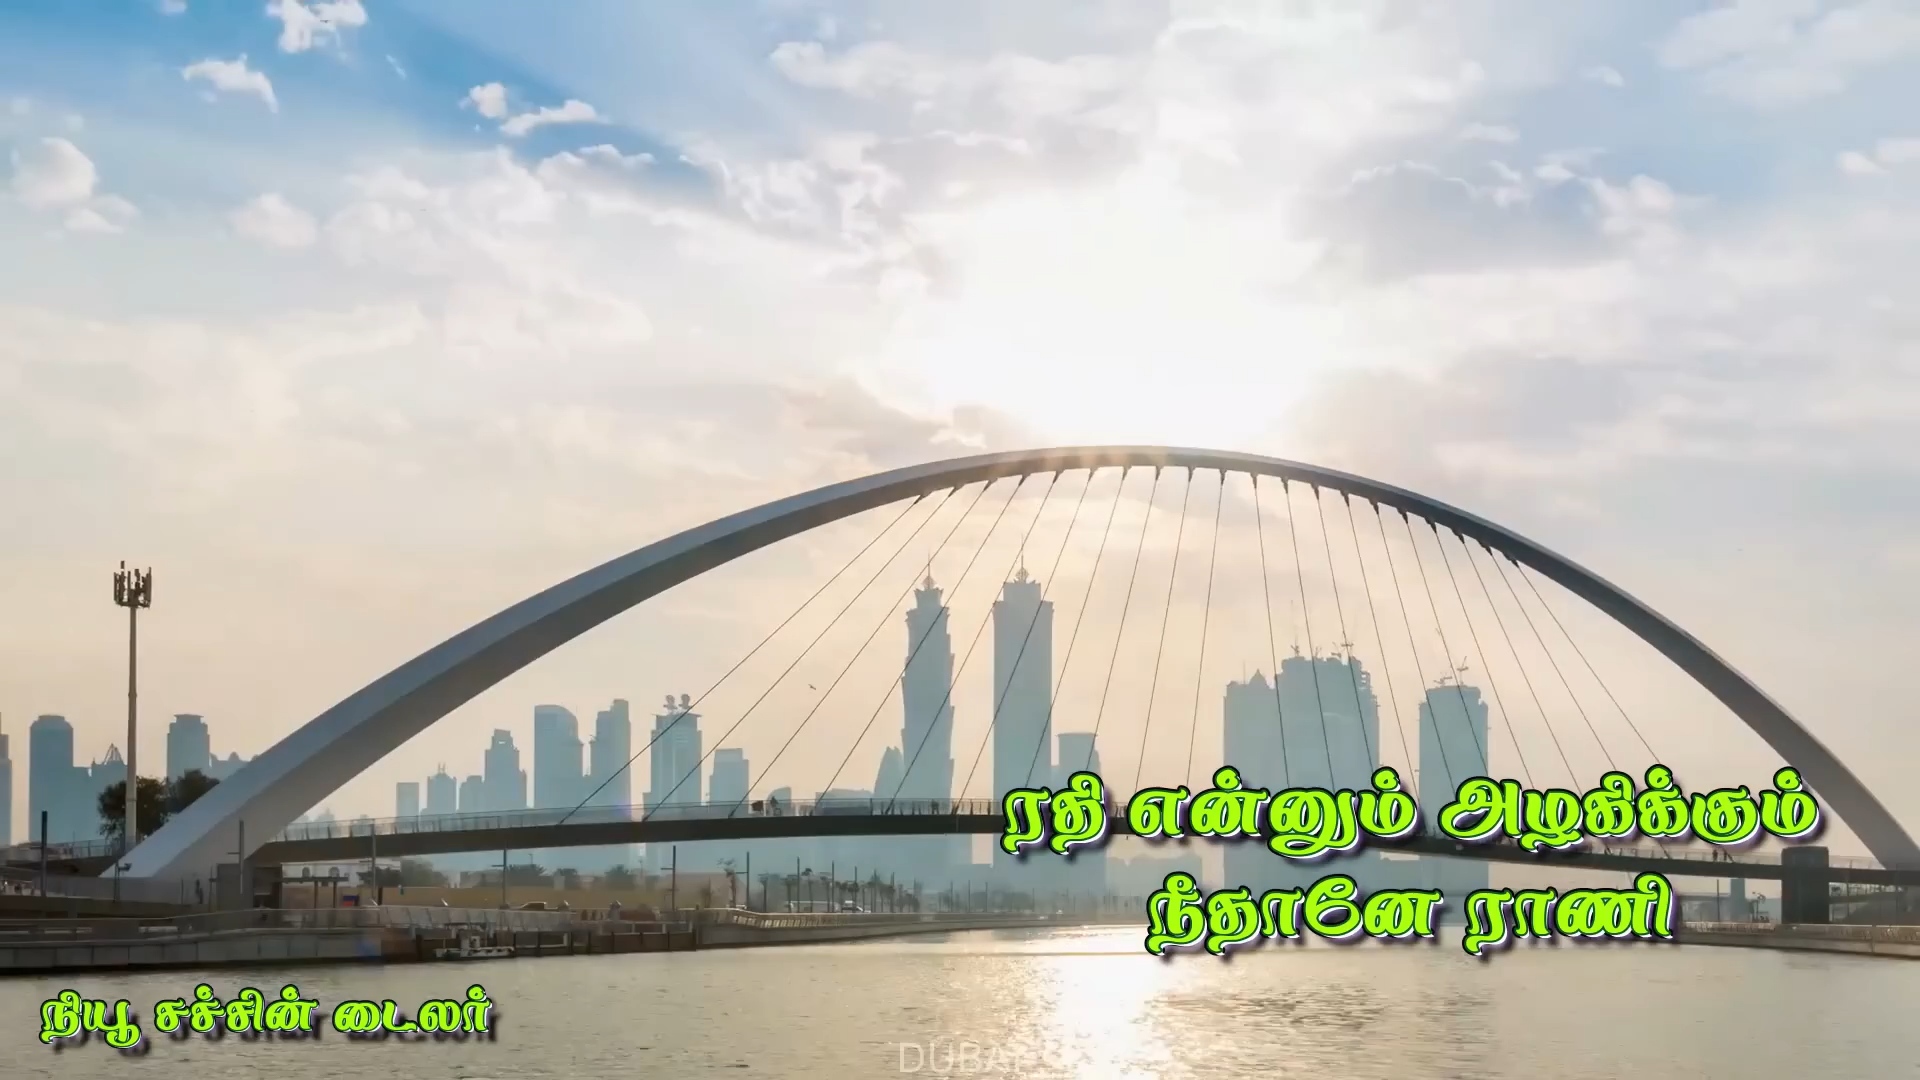 ரதி என்னும் அழகிக்கும்
நீதானே ராணி
நியூ சச்சின் டைலர்